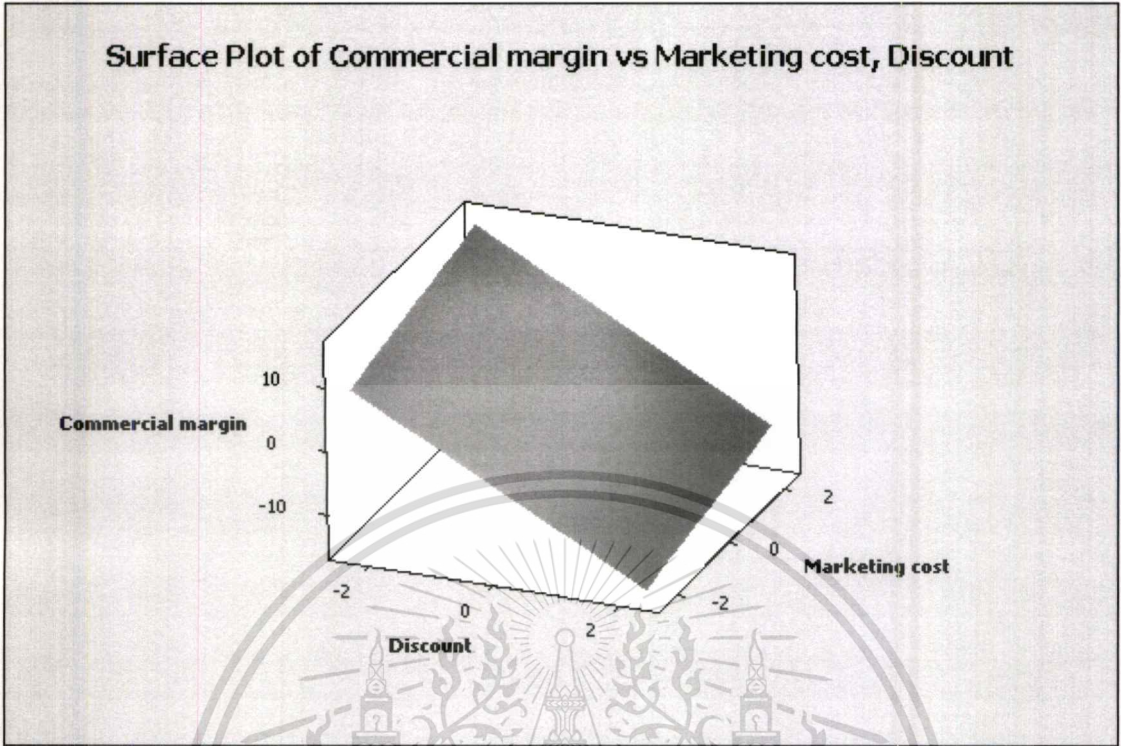 Surface Plot of Commercial margin vs Marketing cost, Discount
10
Commercial margin
0
-10
-2
0
2
Discount
-2
0
2
Marketing cost